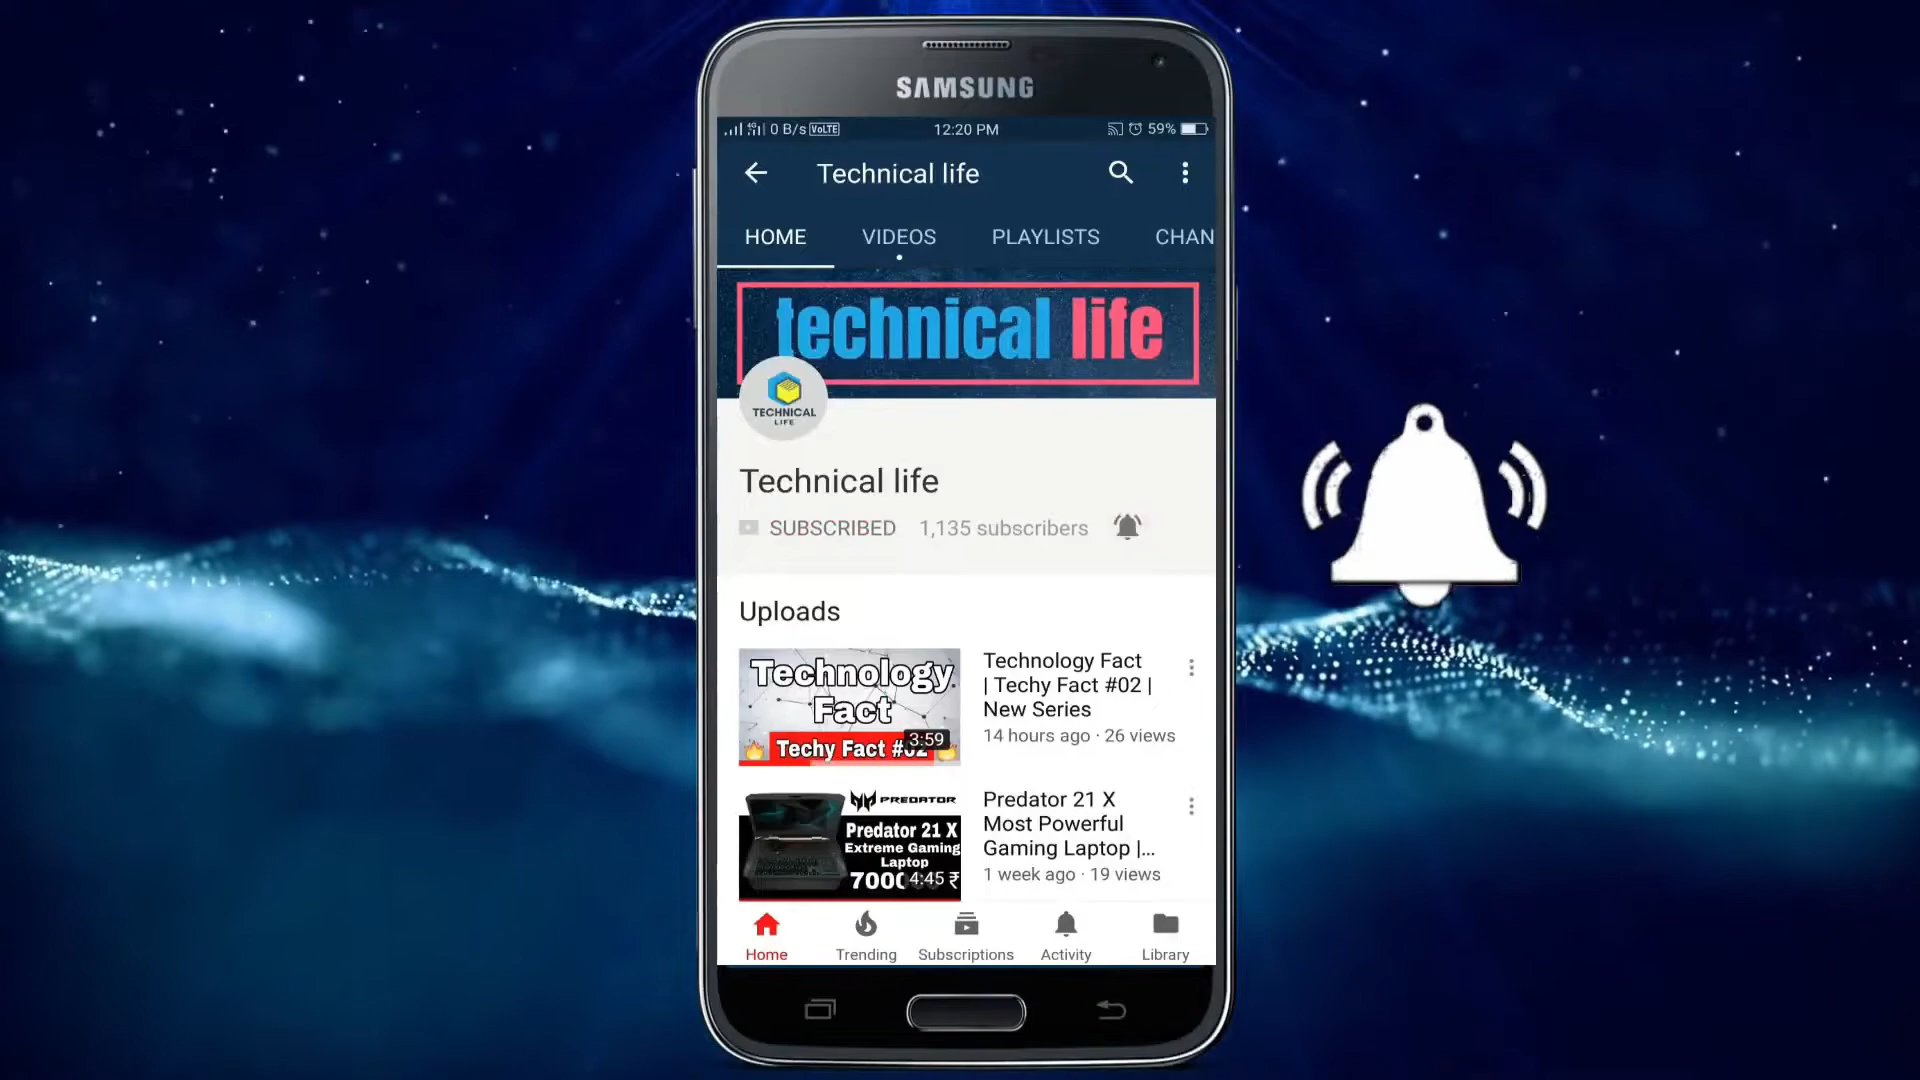 SAMSUNG
4G 0 B/s VoLTE 12:20 PM 59%
Technical life
HOME VIDEOS PLAYLISTS CHAN
technical life
TECHNICAL
LIFE
Technical life
SUBSCRIBED 1,135 subscribers
Uploads
Technology
Fact
Techy Fact #02
3:59
Technology Fact
| Techy Fact #02 |
New Series
14 hours ago · 26 views
PREDATOR
Predator 21 X
Extreme Gaming
Laptop
4:45 ₹
Predator 21 X
Most Powerful
Gaming Laptop |...
1 week ago · 19 views
Home Trending Subscriptions Activity Library